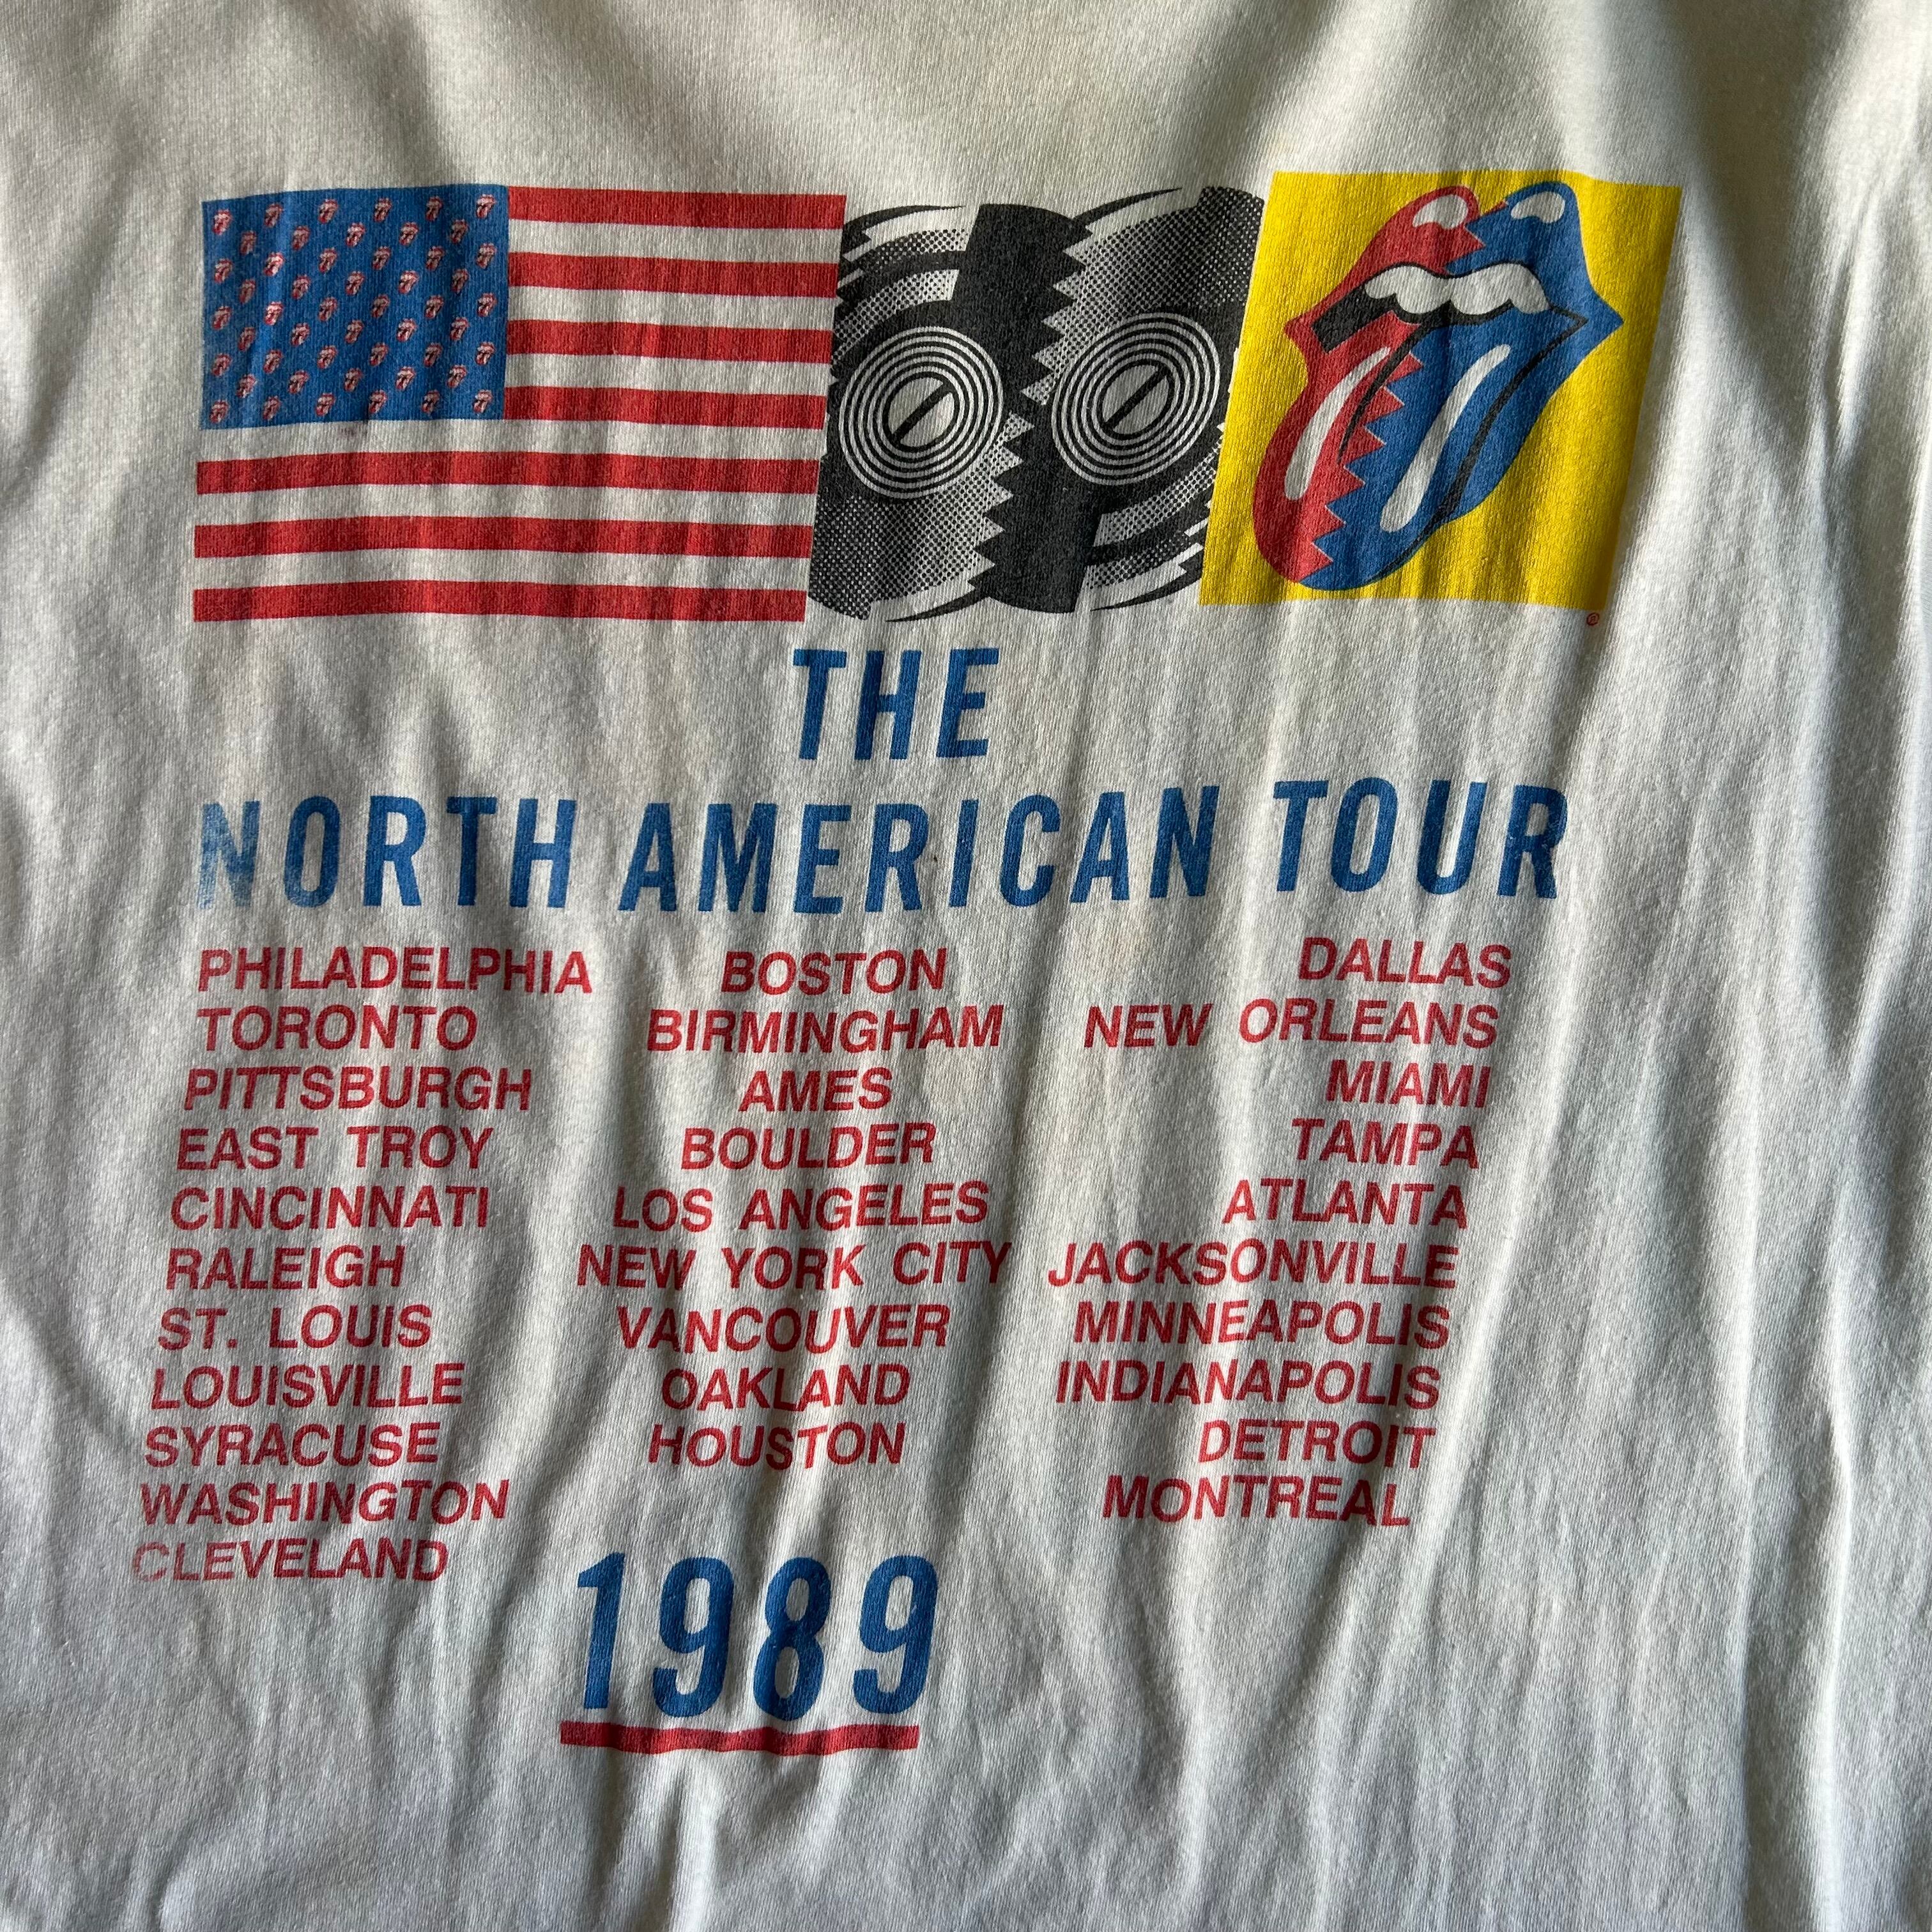 ®
THE
NORTH AMERICAN TOUR
PHILADELPHIA
TORONTO
PITTSBURGH
EAST TROY
CINCINNATI
RALEIGH
ST. LOUIS
LOUISVILLE
SYRACUSE
WASHINGTON
CLEVELAND
BOSTON
BIRMINGHAM
AMES
BOULDER
LOS ANGELES
NEW YORK CITY
VANCOUVER
OAKLAND
HOUSTON
DALLAS
NEW ORLEANS
MIAMI
TAMPA
ATLANTA
JACKSONVILLE
MINNEAPOLIS
INDIANAPOLIS
DETROIT
MONTREAL
1989